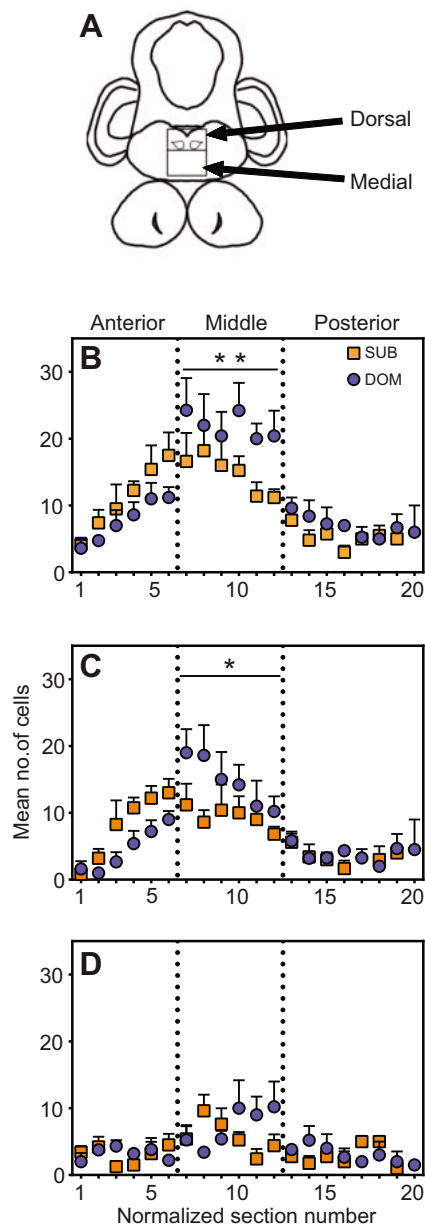 A
Dorsal
Medial
Anterior Middle Posterior
B
* *
SUB
DOM
30
20
10
0
1 5 10 15 20
C
*
30
20
10
0
1 5 10 15 20
Mean no.of cells
D
30
20
10
0
1 5 10 15 20
Normalized section number